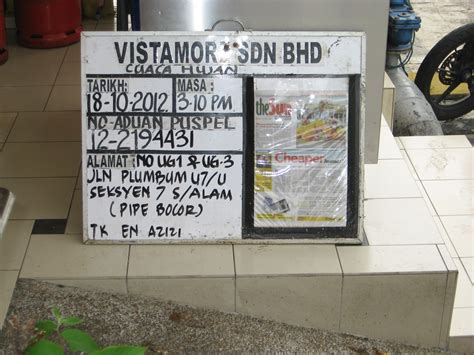 VISTAMORE SDN BHD
CUACA HUJAN
TARIKH: MASA:
18-10-2012 3-10 PM
NO-ADUAN PUSPEL
12-2194431
ALAMAT: NO UG1 & UG-3
JLN PLUMBUM U7/U
SEKSYEN 7 S/ALAM
(PIPE BOCOR)
TK EN AZIZI
theSun
Cheaper